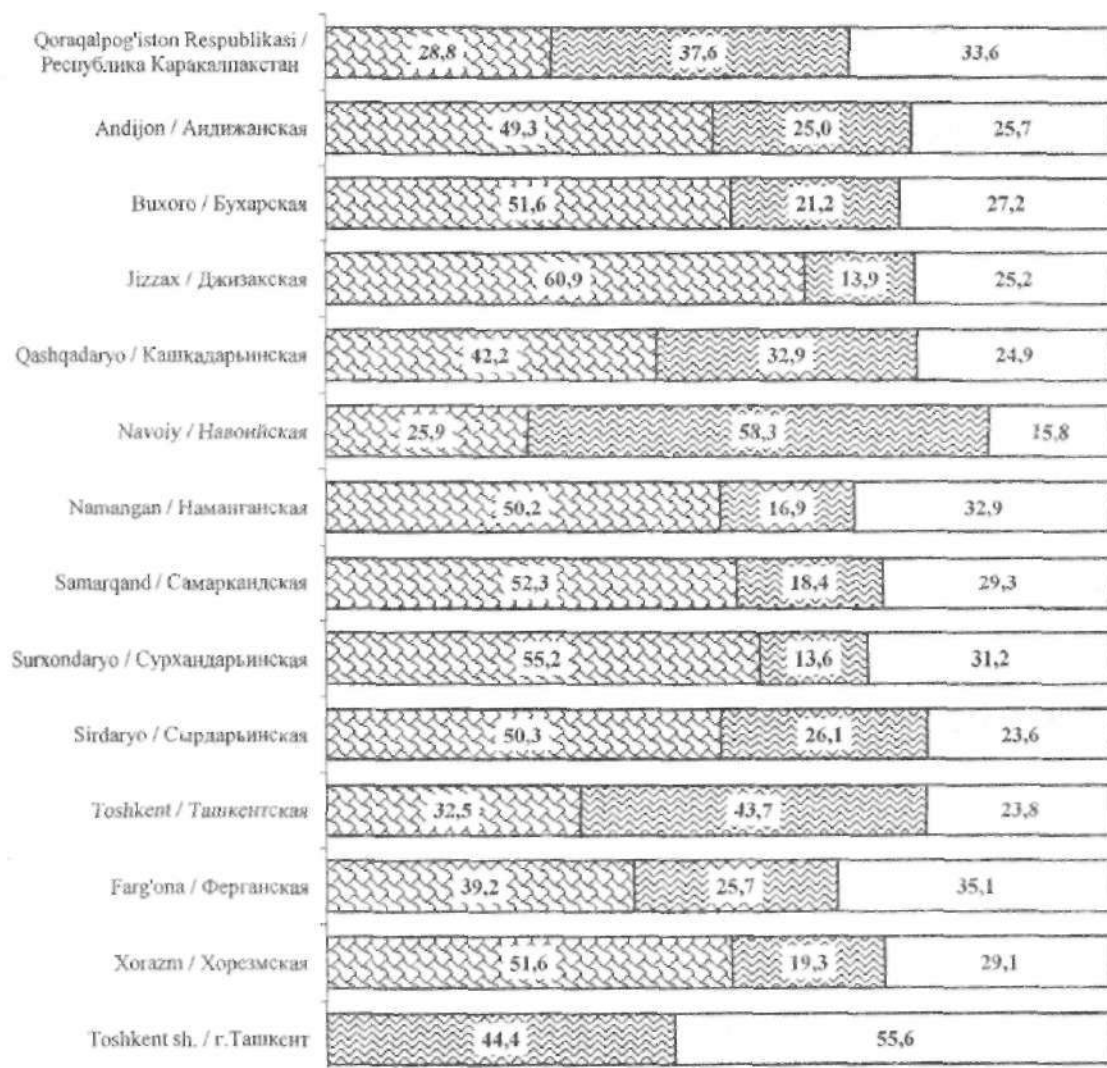 Qoraqalpog'iston Respublikasi /
Республика Каракалпакстан
28,8 37,6 33,6
Andijon / Андижанская
49,3 25,0 25,7
Buxoro / Бухарская
51,6 21,2 27,2
Jizzax / Джизакская
60,9 13,9 25,2
Qashqadaryo / Кашкадарьинская
42,2 32,9 24,9
Navoiy / Навоийская
25,9 58,3 15,8
Namangan / Наманганская
50,2 16,9 32,9
Samarqand / Самаркандская
52,3 18,4 29,3
Surxondaryo / Сурхандарьинская
55,2 13,6 31,2
Sirdaryo / Сырдарьинская
50,3 26,1 23,6
Toshkent / Ташкентская
32,5 43,7 23,8
Farg'ona / Ферганская
39,2 25,7 35,1
Xorazm / Хорезмская
51,6 19,3 29,1
Toshkent sh. / г.Ташкент
44,4 55,6